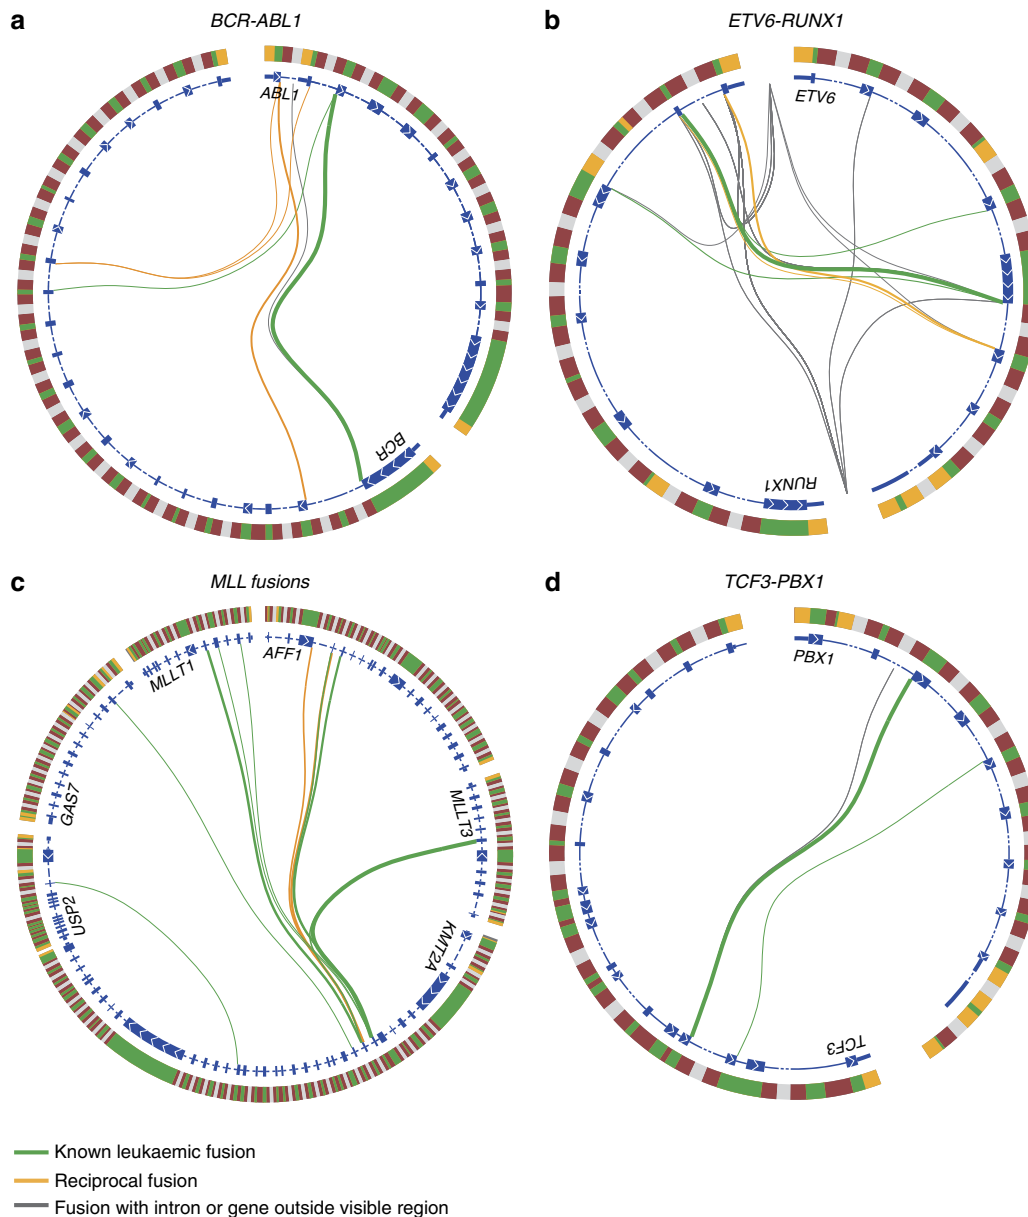 a
BCR-ABL1
ABL1
BCR
b
ETV6-RUNX1
ETV6
RUNX1
c
MLL fusions
AFF1
MLLT1
MLLT3
GAS7
USP2
KMT2A
d
TCF3-PBX1
PBX1
TCF3
Known leukaemic fusion
Reciprocal fusion
Fusion with intron or gene outside visible region